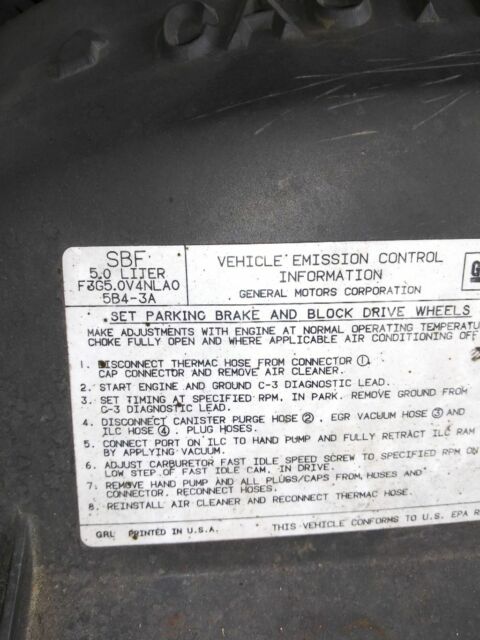 CAUTION
SBF
5.0 LITER
F3G5.0V4NLA0
5B4-3A
VEHICLE EMISSION CONTROL
INFORMATION
GENERAL MOTORS CORPORATION
SET PARKING BRAKE AND BLOCK DRIVE WHEELS
MAKE ADJUSTMENTS WITH ENGINE AT NORMAL OPERATING TEMPERATU
CHOKE FULLY OPEN AND WHERE APPLICABLE AIR CONDITIONING OFF
1. DISCONNECT THERMAC HOSE FROM CONNECTOR ①,
CAP CONNECTOR AND REMOVE AIR CLEANER.
2. START ENGINE AND GROUND C-3 DIAGNOSTIC LEAD.
3. SET TIMING AT SPECIFIED RPM, IN PARK. REMOVE GROUND FROM
C-3 DIAGNOSTIC LEAD.
4. DISCONNECT CANISTER PURGE HOSE ②, EGR VACUUM HOSE ③ AND
ILC HOSE ④. PLUG HOSES.
5. CONNECT PORT ON ILC TO HAND PUMP AND FULLY RETRACT ILC RAM
BY APPLYING VACUUM.
6. ADJUST CARBURETOR FAST IDLE SPEED SCREW TO SPECIFIED RPM ON
LOW STEP OF FAST IDLE CAM, IN DRIVE.
7. REMOVE HAND PUMP AND ALL PLUGS/CAPS FROM HOSES AND
CONNECTOR. RECONNECT HOSES.
8. REINSTALL AIR CLEANER AND RECONNECT THERMAC HOSE.
GRL PRINTED IN U.S.A. THIS VEHICLE CONFORMS TO U.S. EPA R